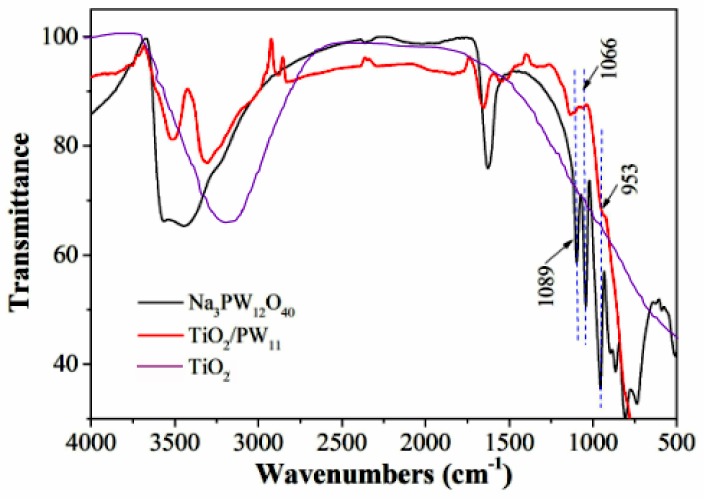 100
80
60
40
Transmittance
1066
953
1089
Na₃PW₁₂O₄₀
TiO₂/PW₁₁
TiO₂
4000 3500 3000 2500 2000 1500 1000 500
Wavenumbers (cm⁻¹)